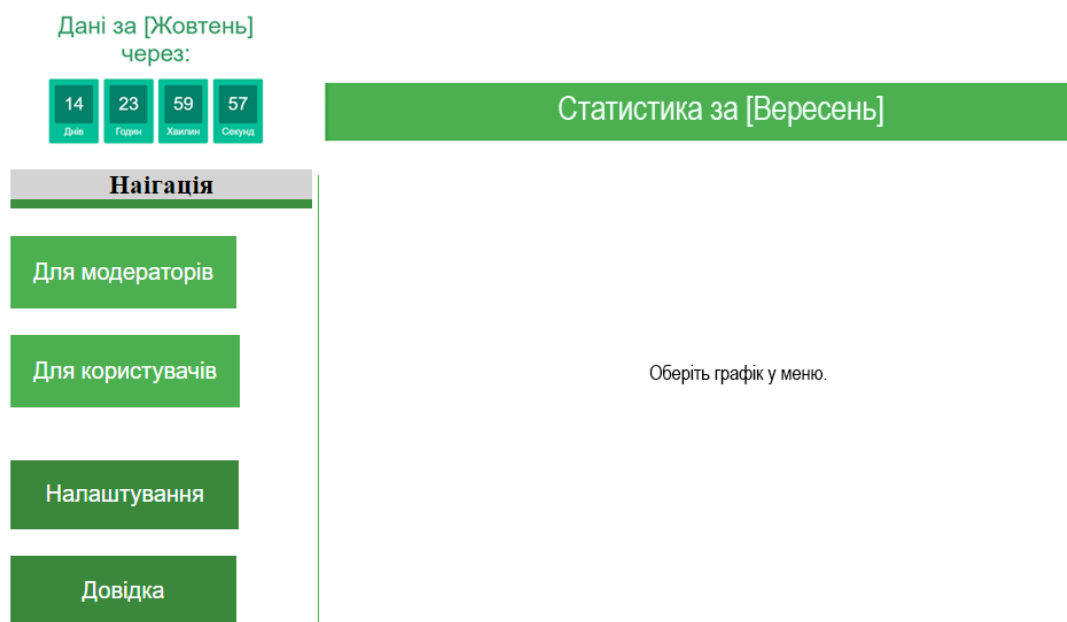 Дані за [Жовтень]
через:
14 23 59 57
Днів Годин Хвилин Секунд
Статистика за [Вересень]
Наігація
Для модераторів
Для користувачів
Оберіть графік у меню.
Налаштування
Довідка